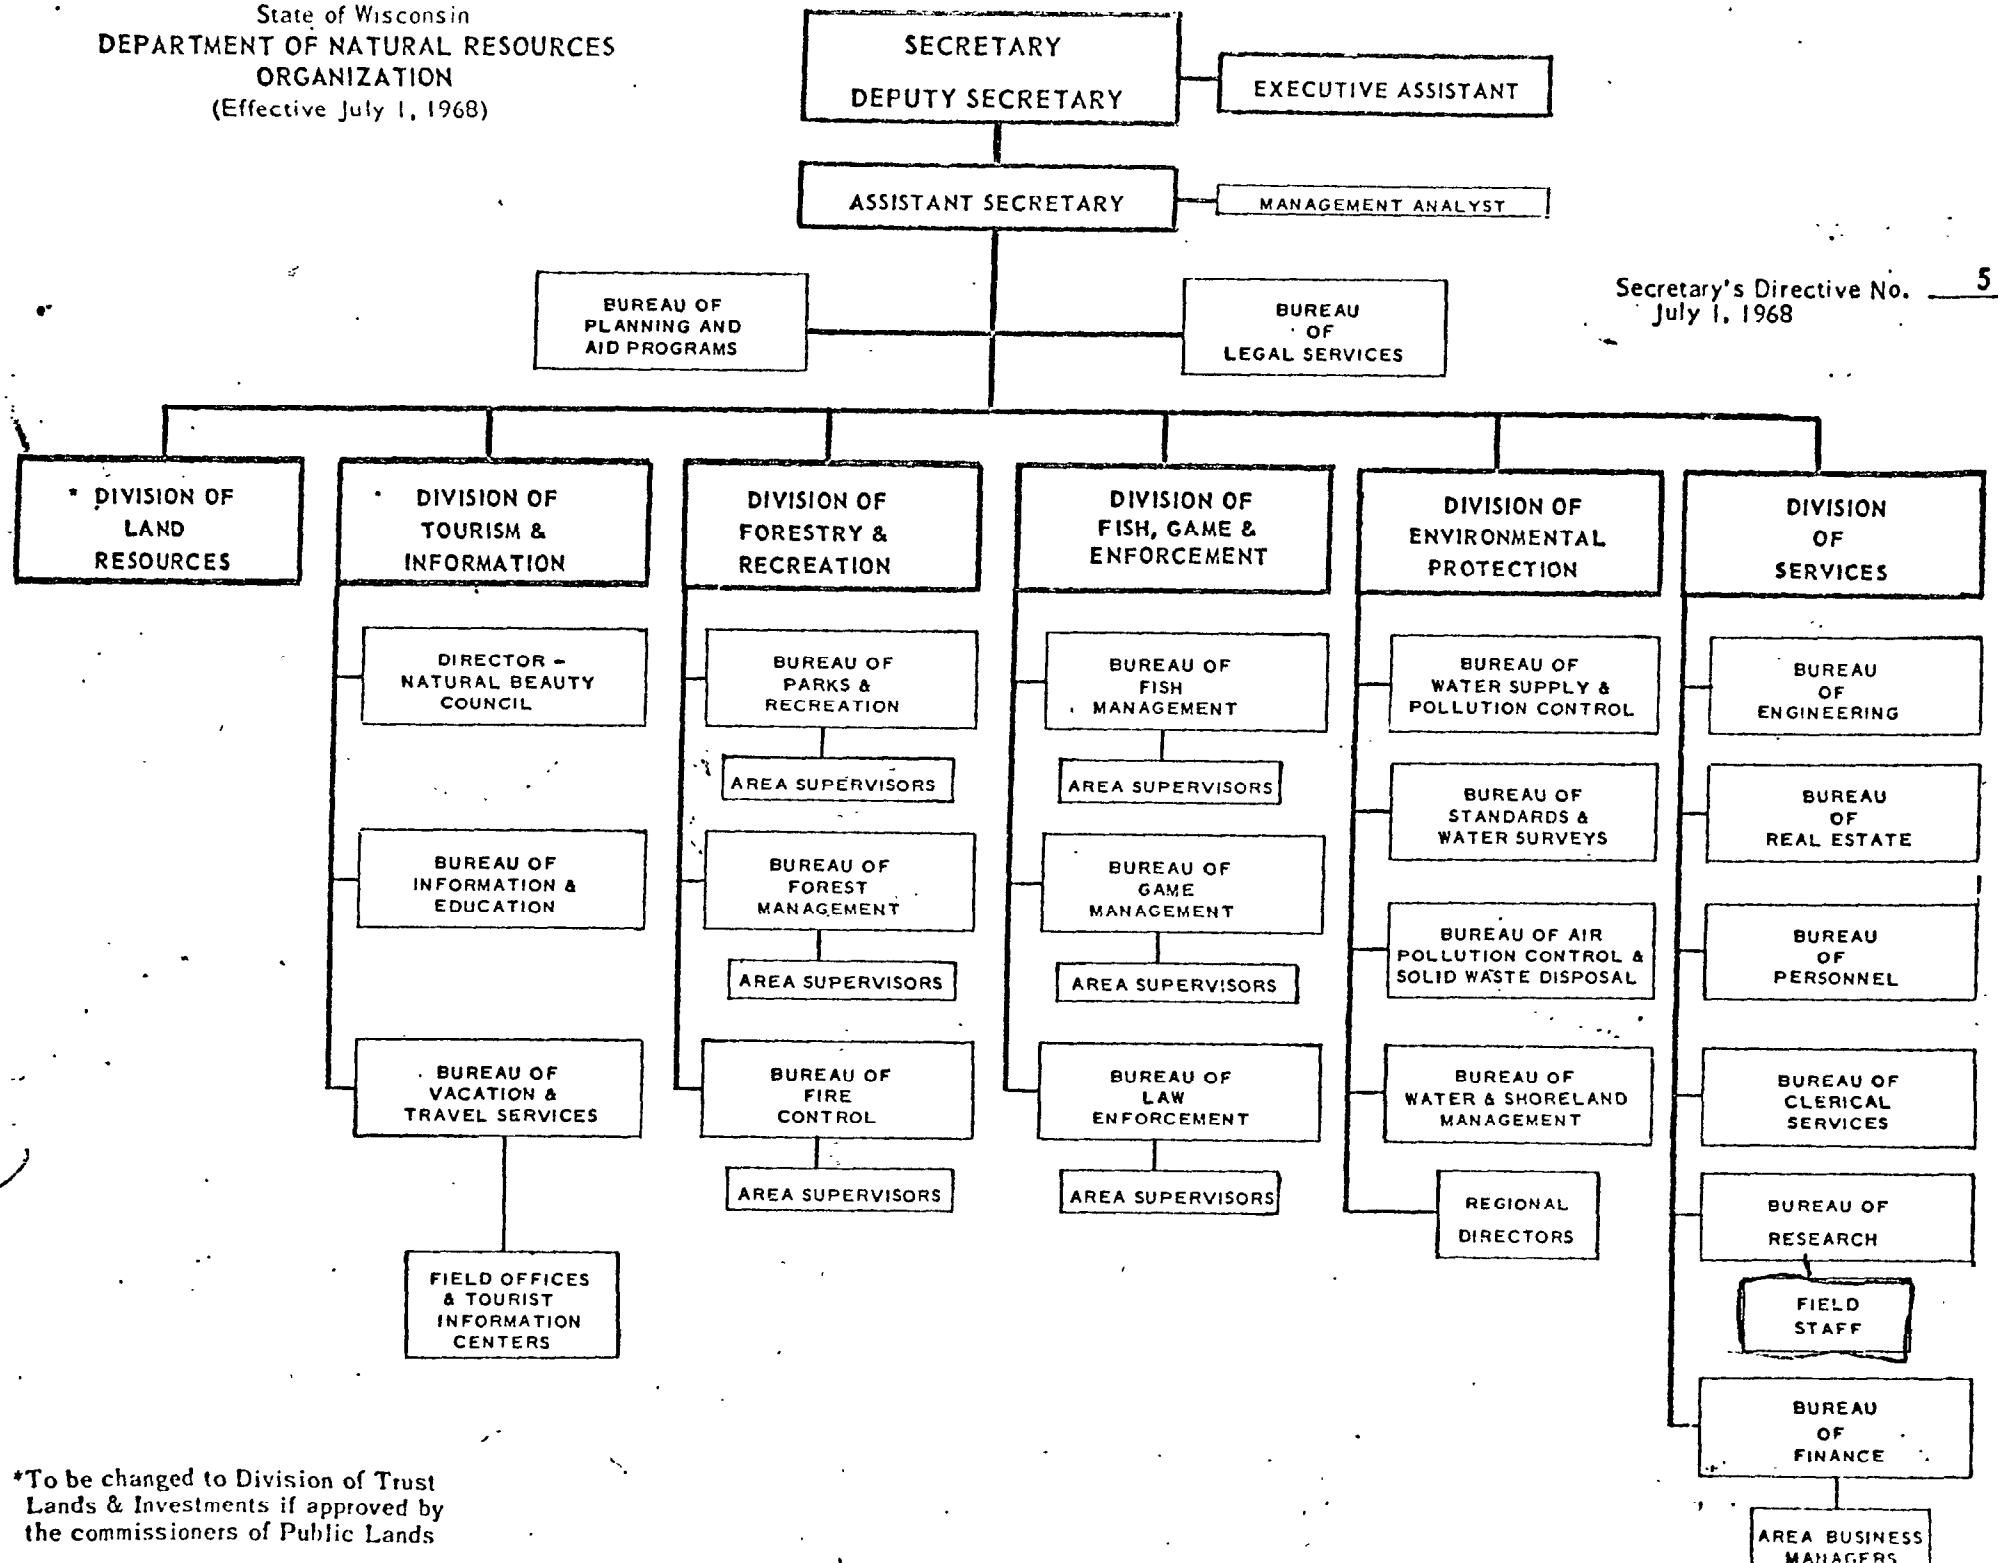 State of Wisconsin
DEPARTMENT OF NATURAL RESOURCES
ORGANIZATION
(Effective July 1, 1968)
SECRETARY
DEPUTY SECRETARY
EXECUTIVE ASSISTANT
ASSISTANT SECRETARY
MANAGEMENT ANALYST
BUREAU OF
PLANNING AND
AID PROGRAMS
BUREAU
OF
LEGAL SERVICES
Secretary's Directive No. 5
July 1, 1968
* DIVISION OF
LAND
RESOURCES
DIVISION OF
TOURISM &
INFORMATION
DIRECTOR -
NATURAL BEAUTY
COUNCIL
BUREAU OF
INFORMATION &
EDUCATION
BUREAU OF
VACATION &
TRAVEL SERVICES
FIELD OFFICES
& TOURIST
INFORMATION
CENTERS
DIVISION OF
FORESTRY &
RECREATION
BUREAU OF
PARKS &
RECREATION
AREA SUPERVISORS
BUREAU OF
FOREST
MANAGEMENT
AREA SUPERVISORS
BUREAU OF
FIRE
CONTROL
AREA SUPERVISORS
DIVISION OF
FISH, GAME &
ENFORCEMENT
BUREAU OF
FISH
MANAGEMENT
AREA SUPERVISORS
BUREAU OF
GAME
MANAGEMENT
AREA SUPERVISORS
BUREAU OF
LAW
ENFORCEMENT
AREA SUPERVISORS
DIVISION OF
ENVIRONMENTAL
PROTECTION
BUREAU OF
WATER SUPPLY &
POLLUTION CONTROL
BUREAU OF
STANDARDS &
WATER SURVEYS
BUREAU OF AIR
POLLUTION CONTROL &
SOLID WASTE DISPOSAL
BUREAU OF
WATER & SHORELAND
MANAGEMENT
REGIONAL
DIRECTORS
DIVISION
OF
SERVICES
BUREAU
OF
ENGINEERING
BUREAU
OF
REAL ESTATE
BUREAU
OF
PERSONNEL
BUREAU OF
CLERICAL
SERVICES
BUREAU OF
RESEARCH
FIELD
STAFF
BUREAU
OF
FINANCE
AREA BUSINESS
MANAGERS
*To be changed to Division of Trust
Lands & Investments if approved by
the commissioners of Public Lands